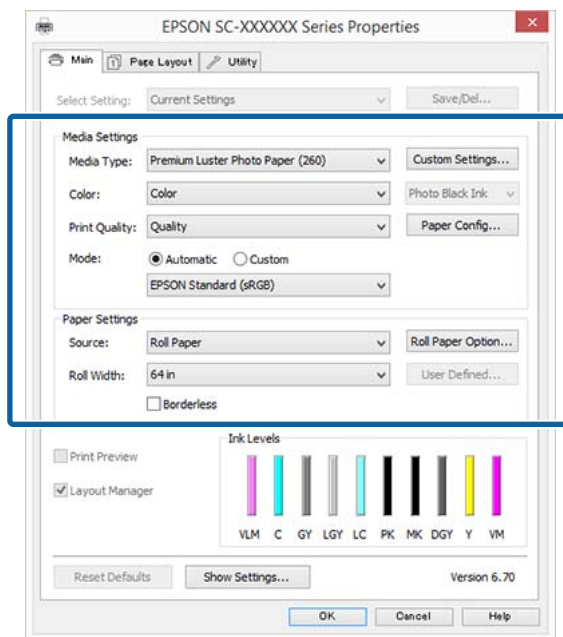 EPSON SC-XXXXXX Series Properties
Main Page Layout Utility
Select Setting: Current Settings Save/Del...
Media Settings
Media Type: Premium Luster Photo Paper (260) Custom Settings...
Color: Color Photo Black Ink
Print Quality: Quality Paper Config...
Mode: Automatic Custom
EPSON Standard (sRGB)
Paper Settings
Source: Roll Paper Roll Paper Option...
Roll Width: 64 in User Defined...
Borderless
Ink Levels
Print Preview
Layout Manager
VLM C GY LGY LC PK MK DGY Y VM
Reset Defaults Show Settings... Version 6.70
OK Cancel Help